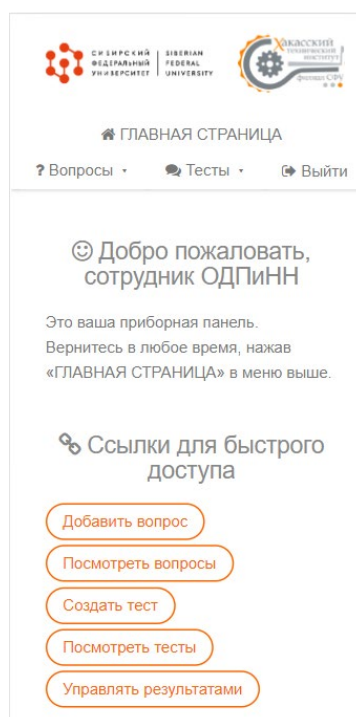 СИБИРСКИЙ
ФЕДЕРАЛЬНЫЙ
УНИВЕРСИТЕТ
SIBERIAN
FEDERAL
UNIVERSITY
Хакасский
технический
институт
филиал СФУ
ГЛАВНАЯ СТРАНИЦА
? Вопросы
Тесты
Выйти
Добро пожаловать,
сотрудник ОДПиНН
Это ваша приборная панель.
Вернитесь в любое время, нажав
«ГЛАВНАЯ СТРАНИЦА» в меню выше.
Ссылки для быстрого
доступа
Добавить вопрос
Посмотреть вопросы
Создать тест
Посмотреть тесты
Управлять результатами